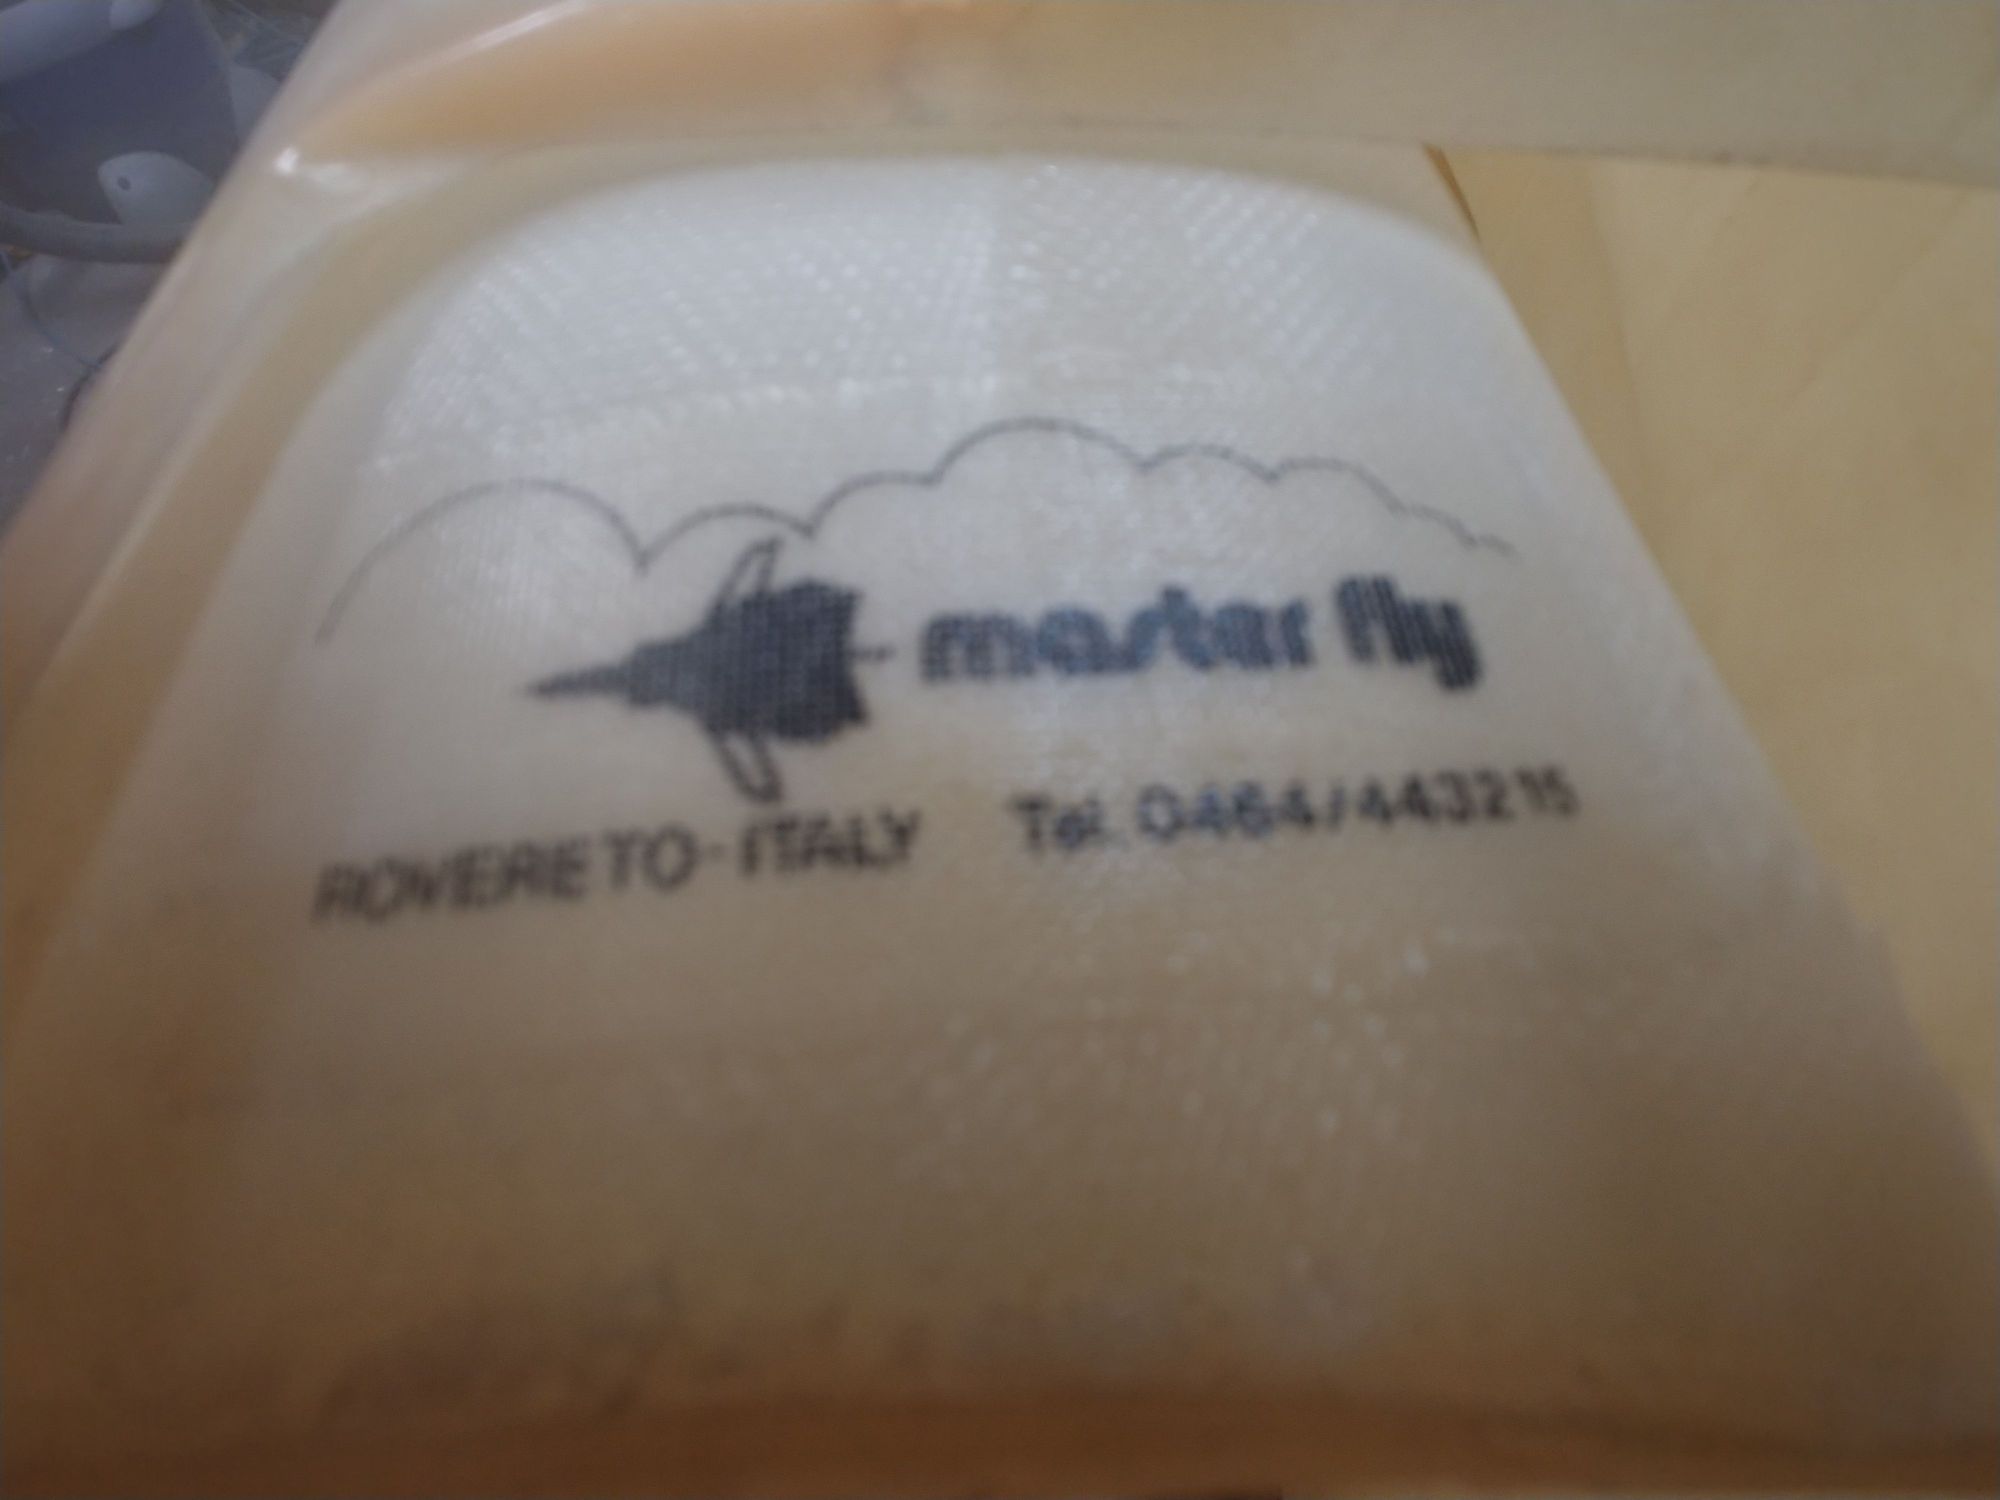 master fly
ROVERETO-ITALY Tel. 0464/443215